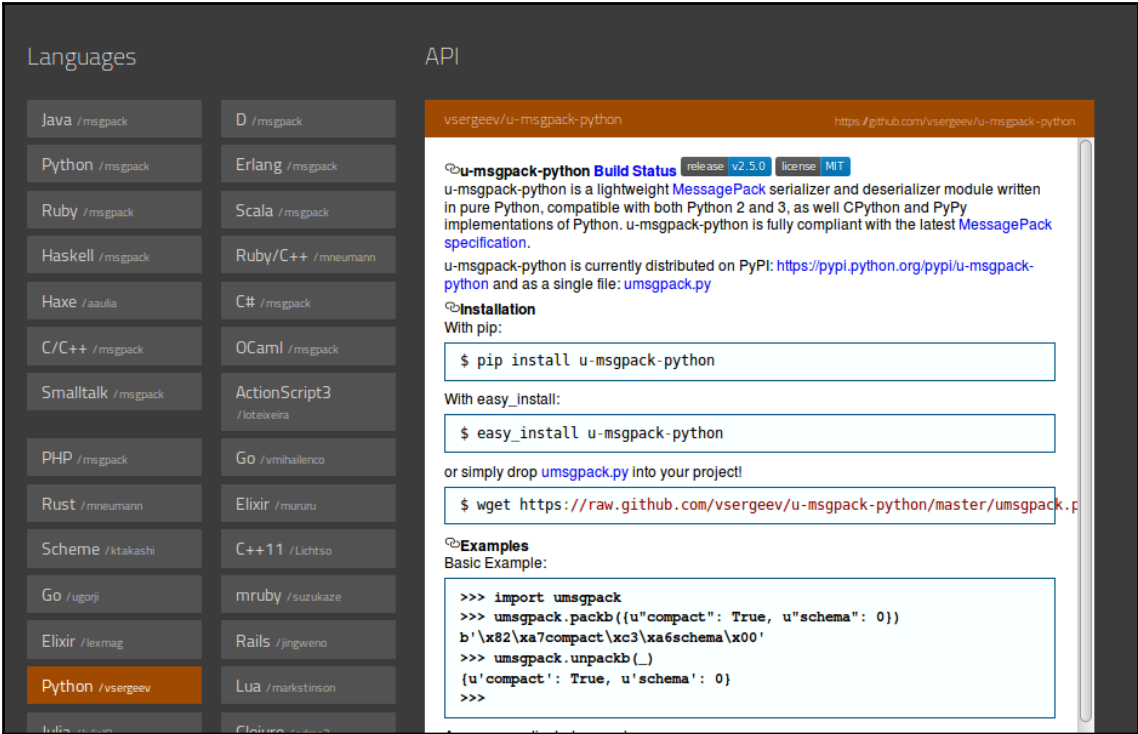 Languages
Java /msgpack
D /msgpack
Python /msgpack
Erlang /msgpack
Ruby /msgpack
Scala /msgpack
Haskell /msgpack
Ruby/C++ /mneumann
Haxe /aaulia
C# /msgpack
C/C++ /msgpack
OCaml /msgpack
Smalltalk /msgpack
ActionScript3
/loteixeira
PHP /msgpack
Go /vmihailenco
Rust /mneumann
Elixir /mururu
Scheme /ktakashi
C++11 /Lichtso
Go /ugorji
mruby /suzukaze
Elixir /lexmag
Rails /jingweno
Python /vsergeev
Lua /markstinson
Julia
Clojure
API
vsergeev/u-msgpack-python https://github.com/vsergeev/u-msgpack-python
u-msgpack-python Build Status release v2.5.0 license MIT
u-msgpack-python is a lightweight MessagePack serializer and deserializer module written
in pure Python, compatible with both Python 2 and 3, as well CPython and PyPy
implementations of Python. u-msgpack-python is fully compliant with the latest MessagePack
specification.
u-msgpack-python is currently distributed on PyPI: https://pypi.python.org/pypi/u-msgpack-
python and as a single file: umsgpack.py
Installation
With pip:
$ pip install u-msgpack-python
With easy_install:
$ easy_install u-msgpack-python
or simply drop umsgpack.py into your project!
$ wget https://raw.github.com/vsergeev/u-msgpack-python/master/umsgpack.p
Examples
Basic Example:
>>> import umsgpack
>>> umsgpack.packb({u"compact": True, u"schema": 0})
b'\x82\xa7compact\xc3\xa6schema\x00'
>>> umsgpack.unpackb(_)
{u'compact': True, u'schema': 0}
>>>